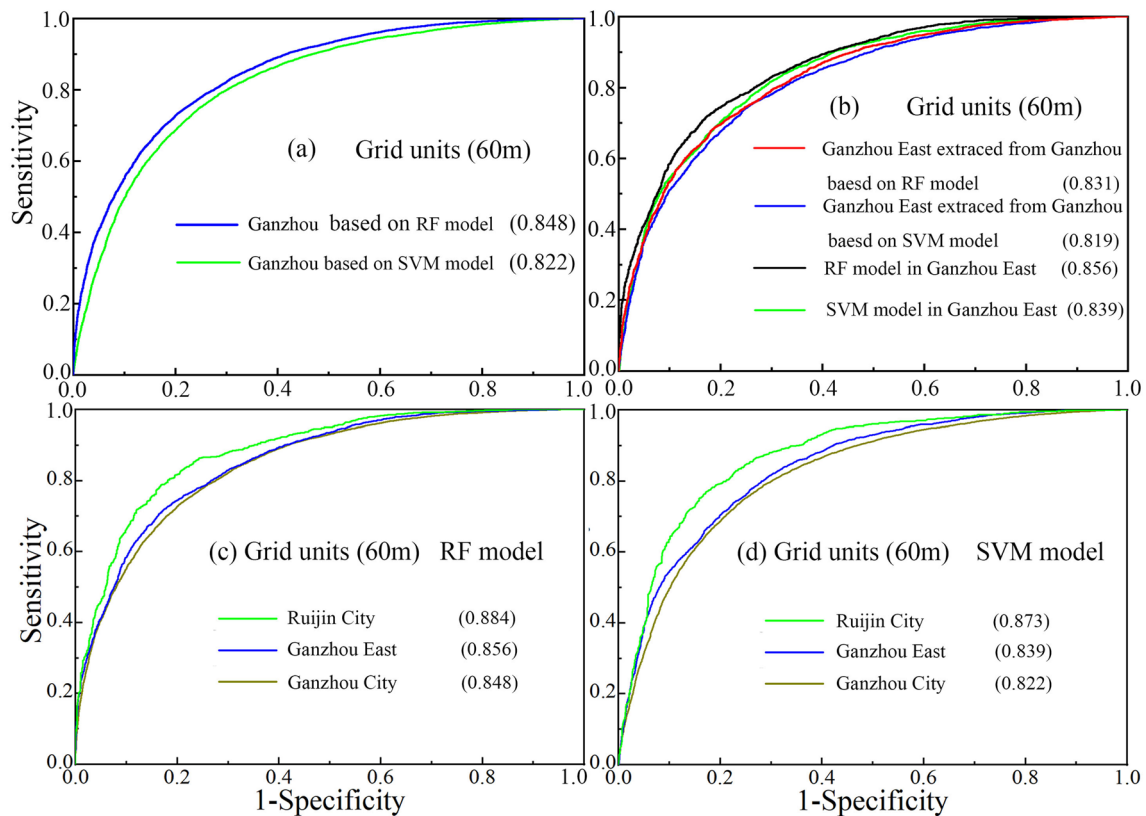 1.0
0.8
0.6
0.4
0.2
0.0
Sensitivity
(a) Grid units (60m)
Ganzhou based on RF model (0.848)
Ganzhou based on SVM model (0.822)
0.0 0.2 0.4 0.6 0.8 1.0
1.0
0.8
0.6
0.4
0.2
0.0
(b) Grid units (60m)
Ganzhou East extraced from Ganzhou
baesd on RF model (0.831)
Ganzhou East extraced from Ganzhou
baesd on SVM model (0.819)
RF model in Ganzhou East (0.856)
SVM model in Ganzhou East (0.839)
0.0 0.2 0.4 0.6 0.8 1.0
1.0
0.8
0.6
0.4
0.2
0.0
Sensitivity
(c) Grid units (60m) RF model
Ruijin City (0.884)
Ganzhou East (0.856)
Ganzhou City (0.848)
0.0 0.2 0.4 0.6 0.8 1.0
1-Specificity
1.0
0.8
0.6
0.4
0.2
0.0
(d) Grid units (60m) SVM model
Ruijin City (0.873)
Ganzhou East (0.839)
Ganzhou City (0.822)
0.0 0.2 0.4 0.6 0.8 1.0
1-Specificity